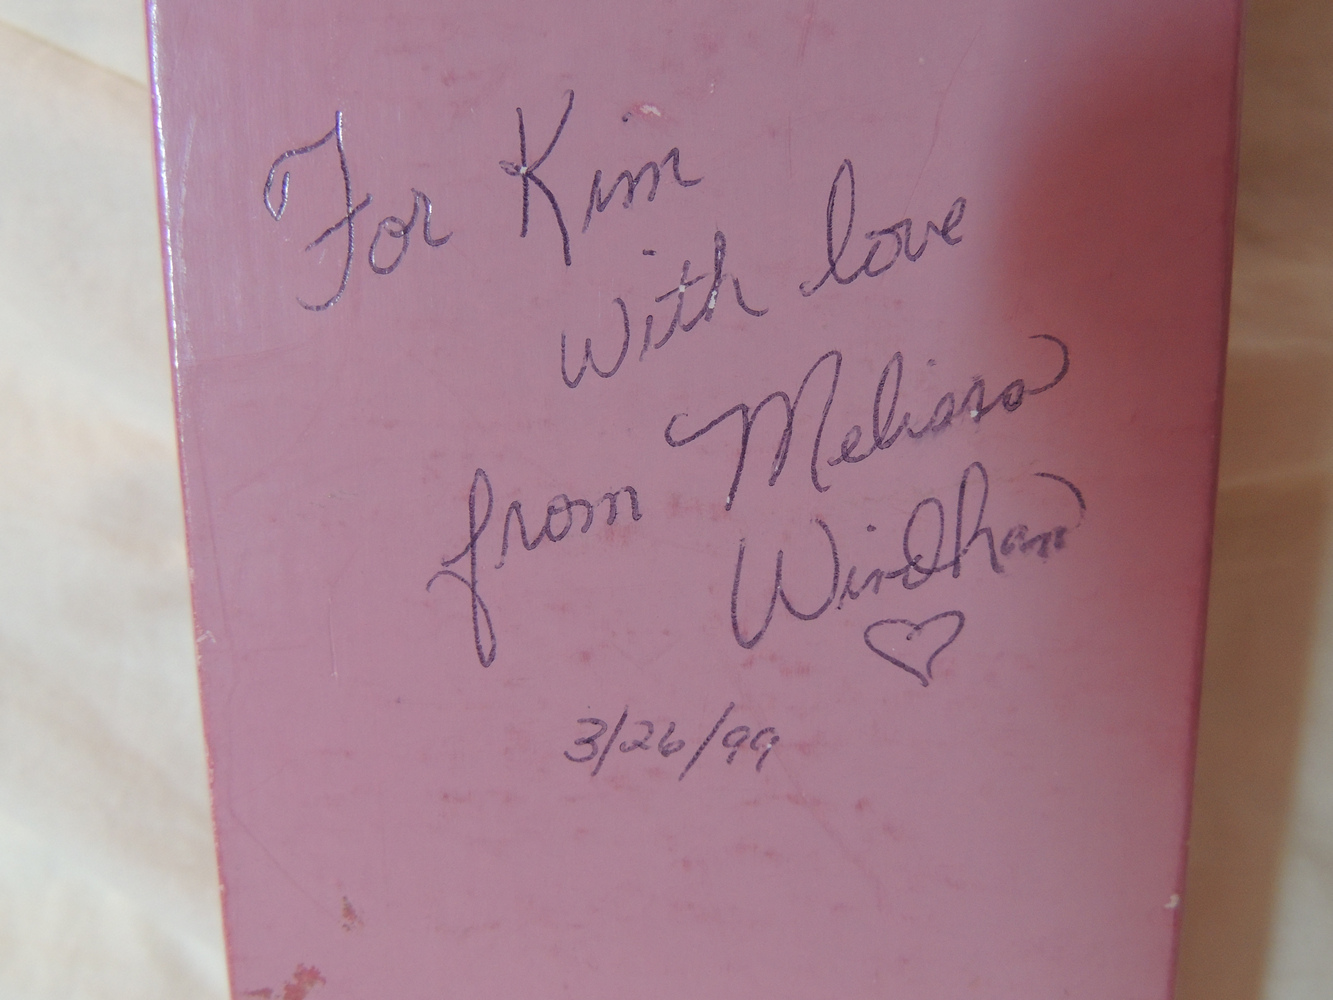 For Kim
with love
from Melissa
Windham
♡
3/26/99